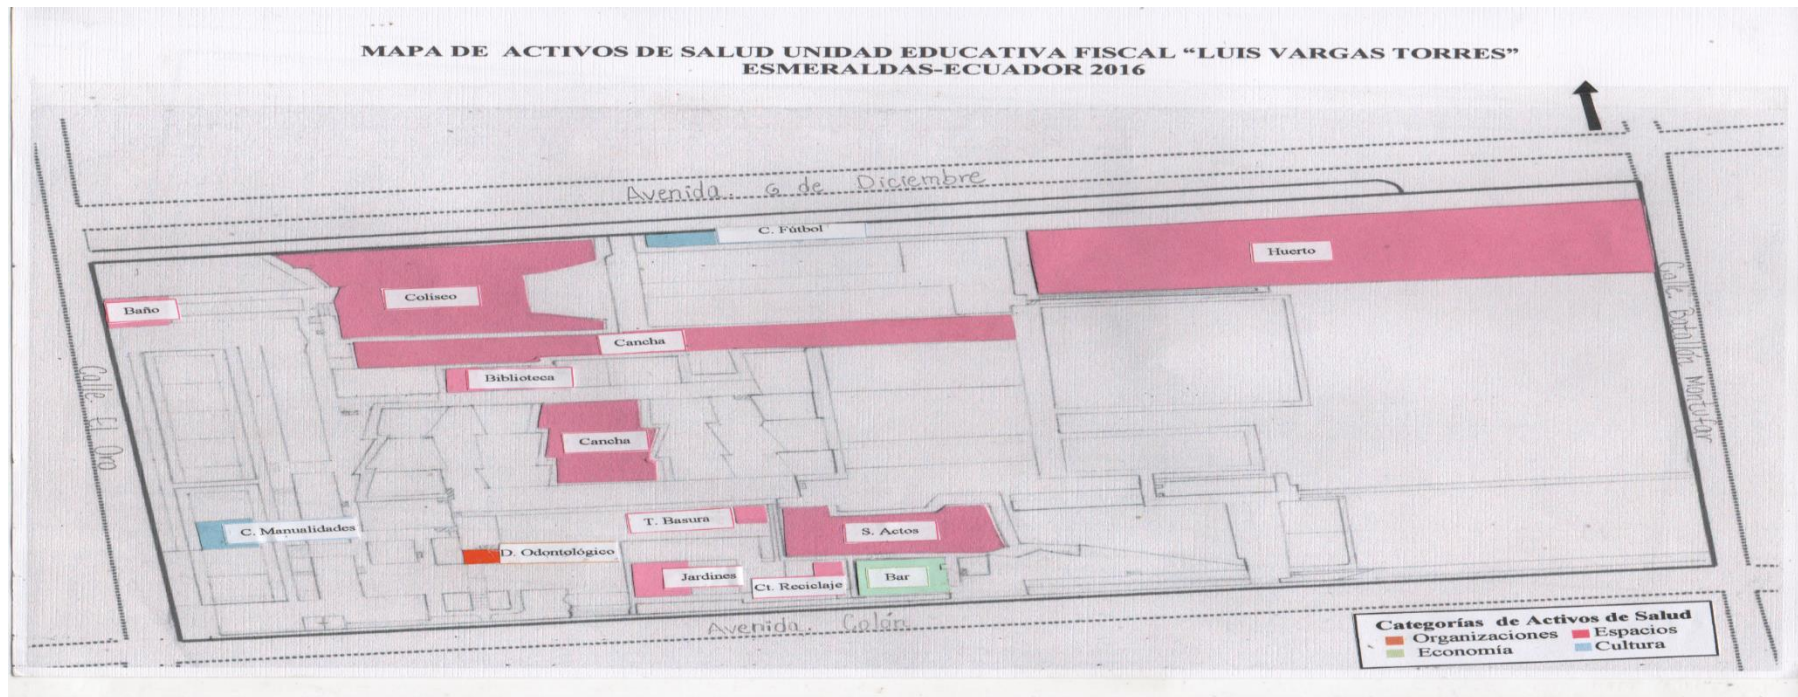 MAPA DE ACTIVOS DE SALUD UNIDAD EDUCATIVA FISCAL “LUIS VARGAS TORRES”
ESMERALDAS-ECUADOR 2016
Avenida. 6 de Diciembre
C. Fútbol
Huerto
Coliseo
Baño
Cancha
Biblioteca
Calle El Oro
Calle Batallón Montufar
Cancha
T. Basura
C. Manualidades
S. Actos
D. Odontológico
Jardines
Ct. Reciclaje
Bar
Avenida. Colón
Categorías de Activos de Salud
Organizaciones Espacios
Economía Cultura